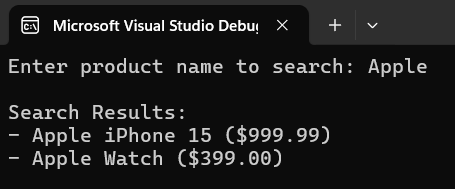 Microsoft Visual Studio Debug
Enter product name to search: Apple
Search Results:
- Apple iPhone 15 ($999.99)
- Apple Watch ($399.00)